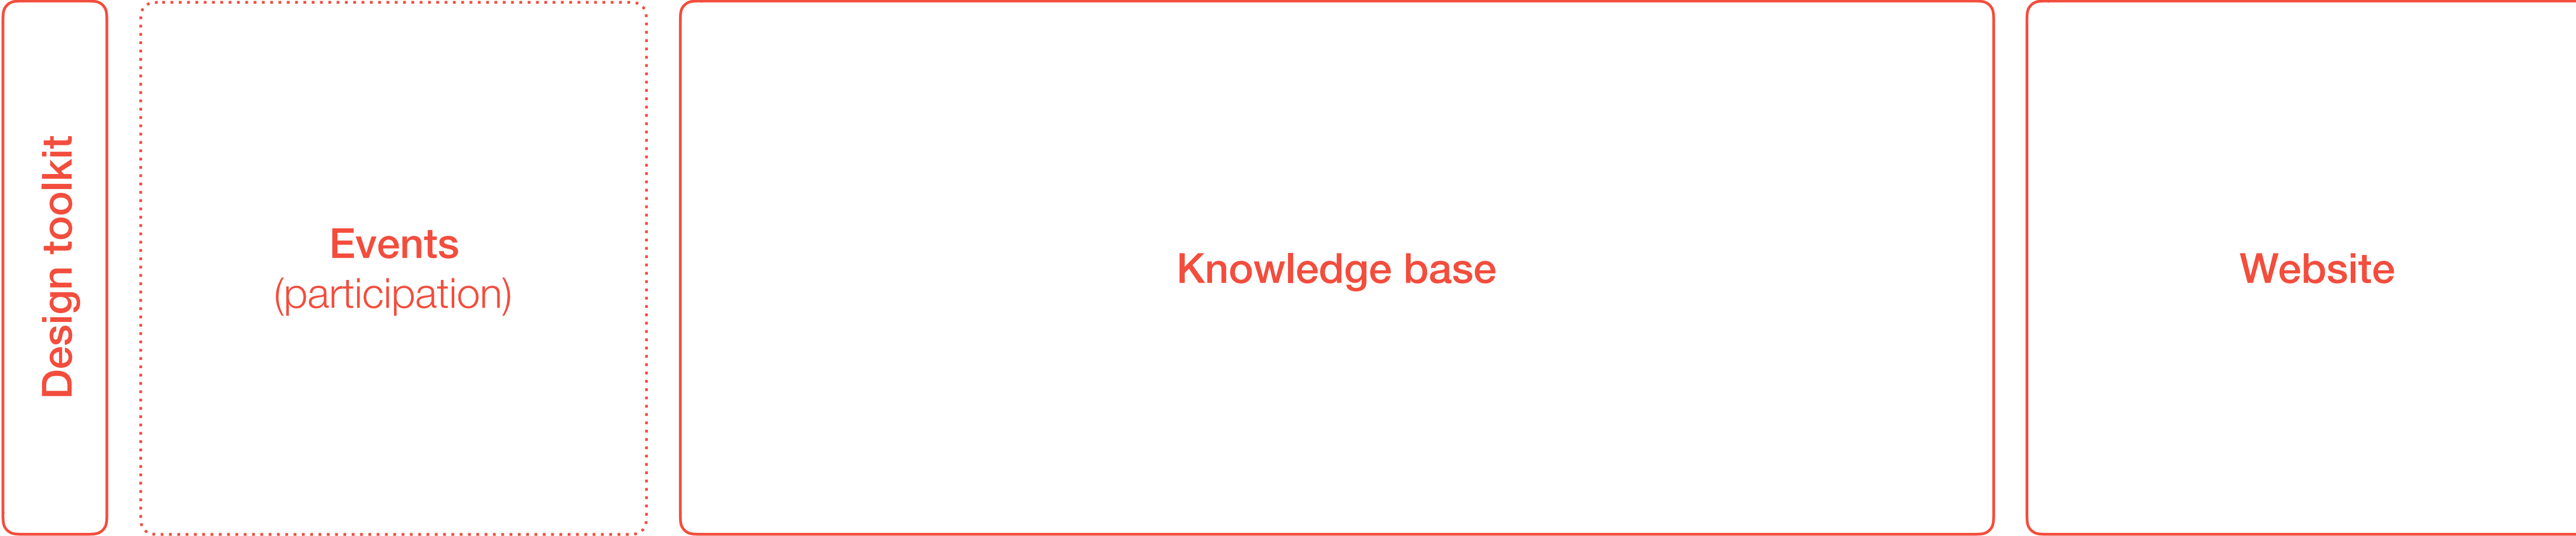 Design toolkit
Events
(participation)
Knowledge base
Website